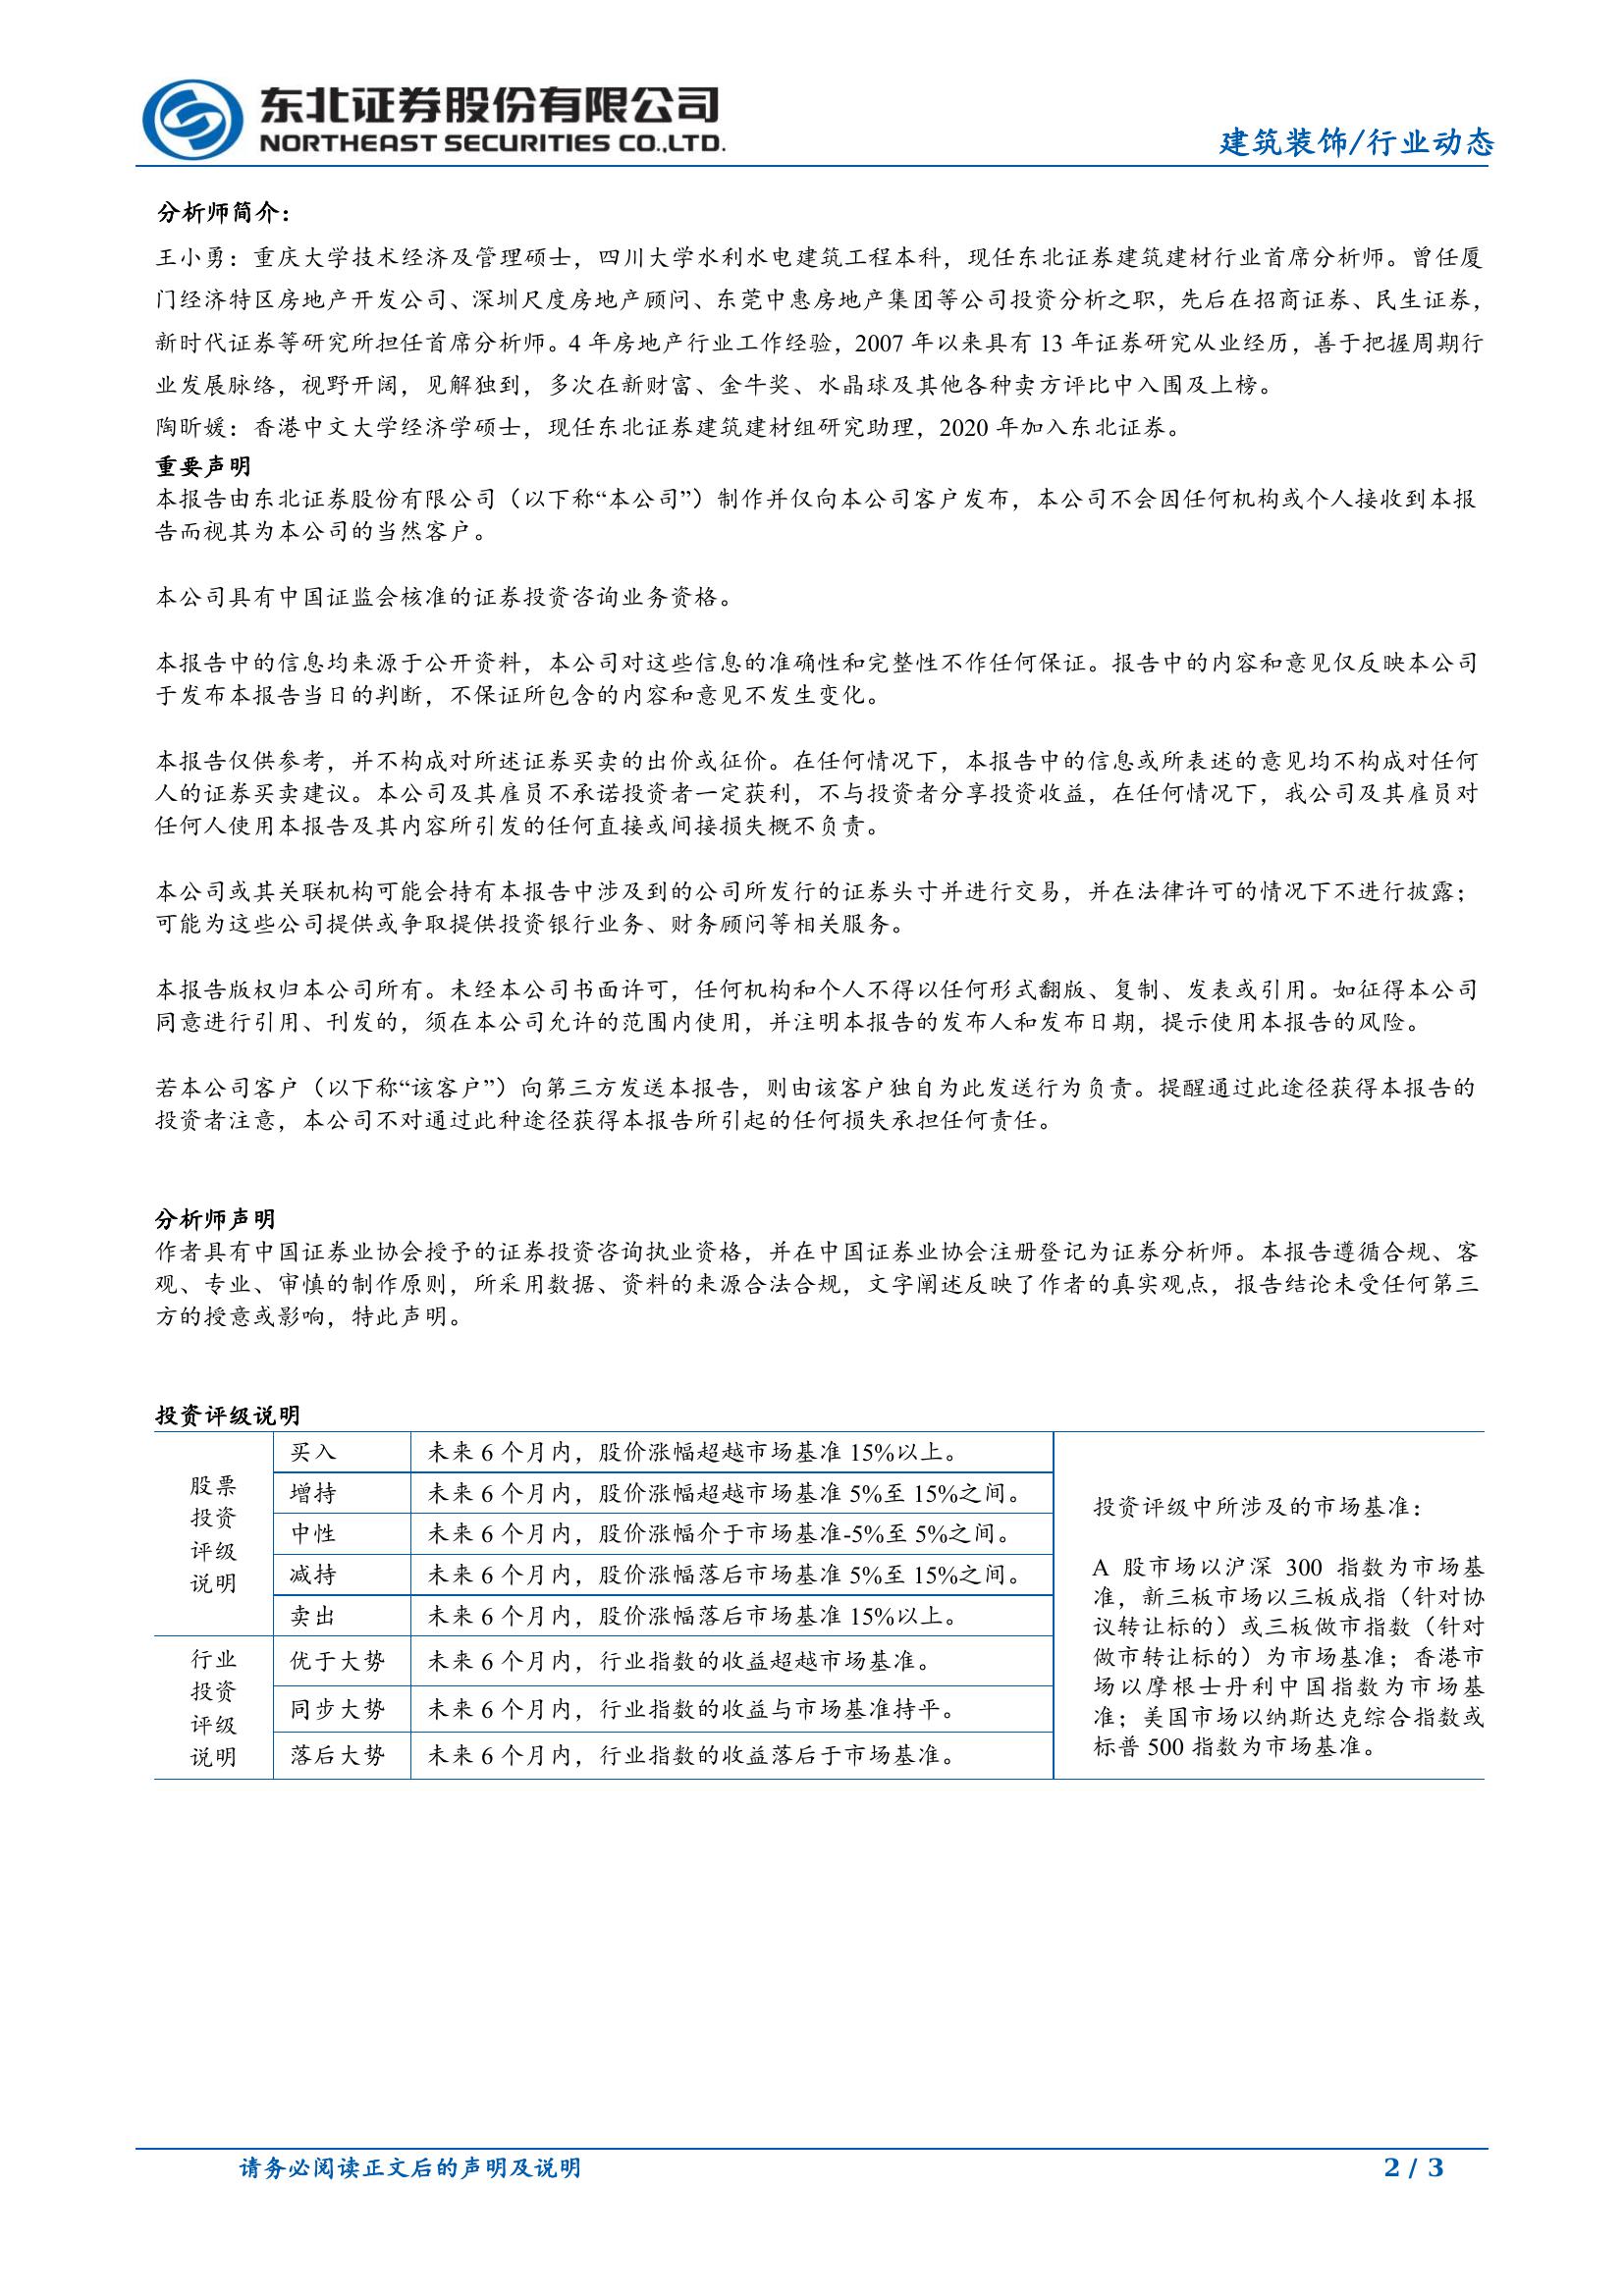 东北证券股份有限公司
NORTHEAST SECURITIES CO.,LTD.
建筑装饰/行业动态
分析师简介：
王小勇：重庆大学技术经济及管理硕士，四川大学水利水电建筑工程本科，现任东北证券建筑建材行业首席分析师。曾任厦
门经济特区房地产开发公司、深圳尺度房地产顾问、东莞中惠房地产集团等公司投资分析之职，先后在招商证券、民生证券，
新时代证券等研究所担任首席分析师。4 年房地产行业工作经验，2007 年以来具有 13 年证券研究从业经历，善于把握周期行
业发展脉络，视野开阔，见解独到，多次在新财富、金牛奖、水晶球及其他各种卖方评比中入围及上榜。
陶昕媛：香港中文大学经济学硕士，现任东北证券建筑建材组研究助理，2020 年加入东北证券。
重要声明
本报告由东北证券股份有限公司（以下称“本公司”）制作并仅向本公司客户发布，本公司不会因任何机构或个人接收到本报
告而视其为本公司的当然客户。
本公司具有中国证监会核准的证券投资咨询业务资格。
本报告中的信息均来源于公开资料，本公司对这些信息的准确性和完整性不作任何保证。报告中的内容和意见仅反映本公司
于发布本报告当日的判断，不保证所包含的内容和意见不发生变化。
本报告仅供参考，并不构成对所述证券买卖的出价或征价。在任何情况下，本报告中的信息或所表述的意见均不构成对任何
人的证券买卖建议。本公司及其雇员不承诺投资者一定获利，不与投资者分享投资收益，在任何情况下，我公司及其雇员对
任何人使用本报告及其内容所引发的任何直接或间接损失概不负责。
本公司或其关联机构可能会持有本报告中涉及到的公司所发行的证券头寸并进行交易，并在法律许可的情况下不进行披露；
可能为这些公司提供或争取提供投资银行业务、财务顾问等相关服务。
本报告版权归本公司所有。未经本公司书面许可，任何机构和个人不得以任何形式翻版、复制、发表或引用。如征得本公司
同意进行引用、刊发的，须在本公司允许的范围内使用，并注明本报告的发布人和发布日期，提示使用本报告的风险。
若本公司客户（以下称“该客户”）向第三方发送本报告，则由该客户独自为此发送行为负责。提醒通过此途径获得本报告的
投资者注意，本公司不对通过此种途径获得本报告所引起的任何损失承担任何责任。
分析师声明
作者具有中国证券业协会授予的证券投资咨询执业资格，并在中国证券业协会注册登记为证券分析师。本报告遵循合规、客
观、专业、审慎的制作原则，所采用数据、资料的来源合法合规，文字阐述反映了作者的真实观点，报告结论未受任何第三
方的授意或影响，特此声明。
投资评级说明
股票
投资
评级
说明
买入 未来 6 个月内，股价涨幅超越市场基准 15%以上。
增持 未来 6 个月内，股价涨幅超越市场基准 5%至 15%之间。
中性 未来 6 个月内，股价涨幅介于市场基准-5%至 5%之间。
减持 未来 6 个月内，股价涨幅落后市场基准 5%至 15%之间。
卖出 未来 6 个月内，股价涨幅落后市场基准 15%以上。
行业
投资
评级
说明
优于大势 未来 6 个月内，行业指数的收益超越市场基准。
同步大势 未来 6 个月内，行业指数的收益与市场基准持平。
落后大势 未来 6 个月内，行业指数的收益落后于市场基准。
投资评级中所涉及的市场基准：
A 股市场以沪深 300 指数为市场基
准，新三板市场以三板成指（针对协
议转让标的）或三板做市指数（针对
做市转让标的）为市场基准；香港市
场以摩根士丹利中国指数为市场基
准；美国市场以纳斯达克综合指数或
标普 500 指数为市场基准。
请务必阅读正文后的声明及说明
2 / 3